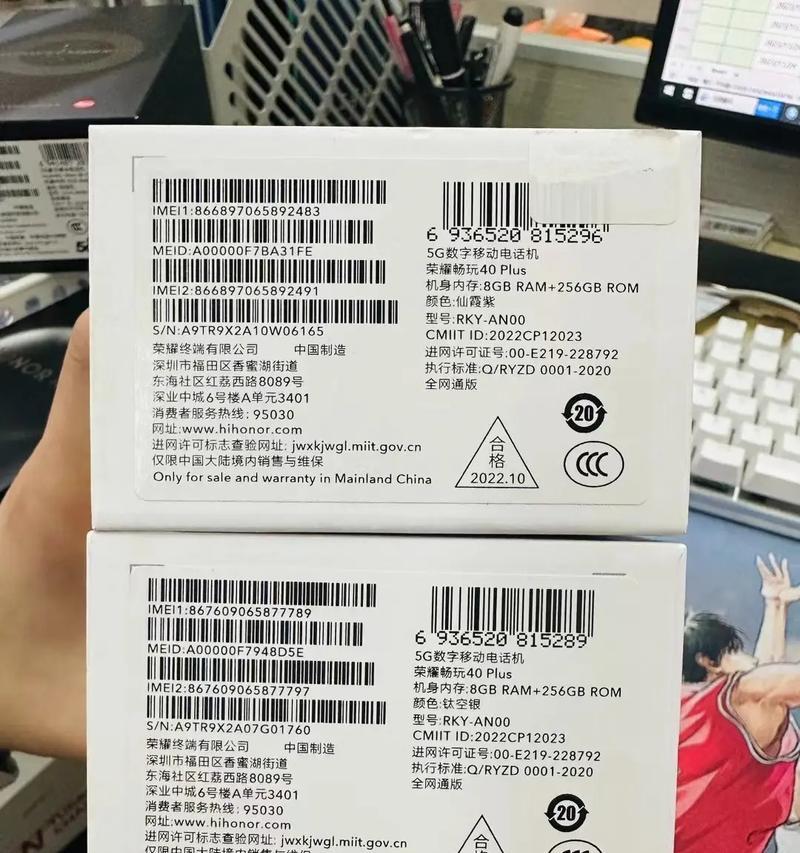 IMEI1:866897065892483
MEID:A00000F7BA31FE
IMEI2:866897065892491
S/N:A9TR9X2A10W06165
荣耀终端有限公司 中国制造
深圳市福田区香蜜湖街道
东海社区红荔西路8089号
深业中城6号楼A单元3401
消费者服务热线: 95030
网址:www.hihonor.com
进网许可标志查验网址: jwxkjwgl.miit.gov.cn
仅限中国大陆境内销售与维保
Only for sale and warranty in Mainland China
6 936520 815296
5G数字移动电话机
荣耀畅玩40 Plus
机身内存:8GB RAM+256GB ROM
颜色:仙霞紫
型号:RKY-AN00
CMIIT ID:2022CP12023
进网许可证号:00-E219-228792
执行标准:Q/RYZD 0001-2020
全网通版
20
合格
2022.10
CCC
IMEI1:867609065877789
MEID:A00000F7948D5E
IMEI2:867609065877797
S/N:A9TR9X2A07G01760
荣耀终端有限公司 中国制造
深圳市福田区香蜜湖街道
东海社区红荔西路8089号
深业中城6号楼A单元3401
消费者服务热线: 95030
网址:www.hihonor.com
进网许可标志查验网址: jwxkjwgl.miit.gov.cn
6 936520 815289
5G数字移动电话机
荣耀畅玩40 Plus
机身内存:8GB RAM+256GB ROM
颜色:钛空银
型号:RKY-AN00
CMIIT ID:2022CP12023
进网许可证号:00-E219-228792
执行标准:Q/RYZD 0001-2020
全网通版
20
合